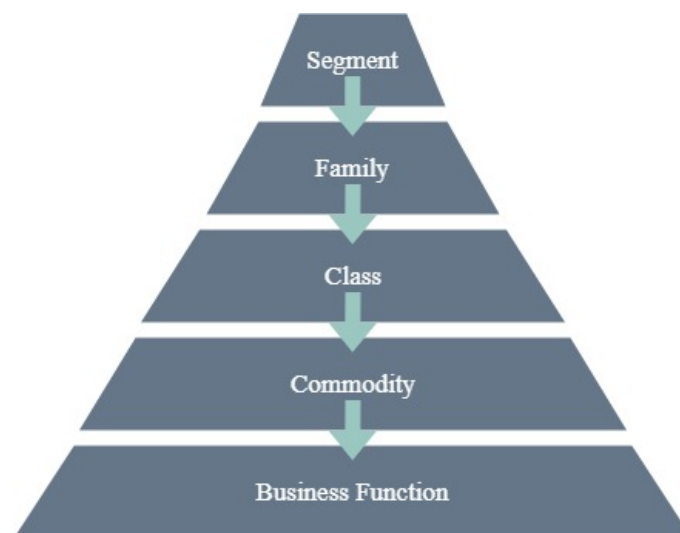 Segment
Family
Class
Commodity
Business Function